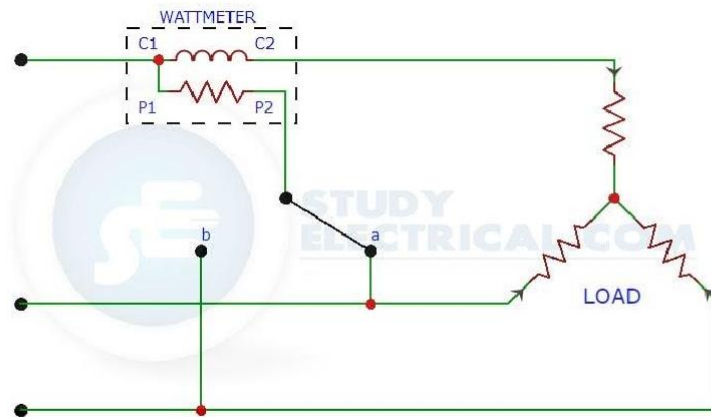 WATTMETER
C1 C2
P1 P2
STUDY
b a
ELECTRICAL.COM
LOAD